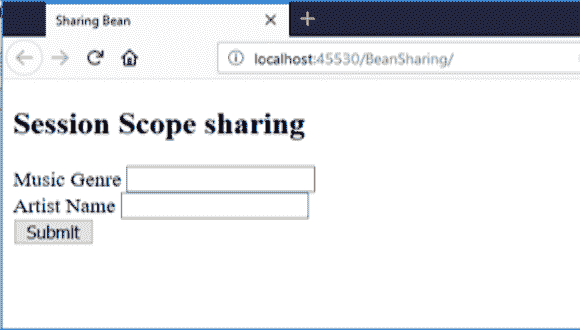 Sharing Bean
localhost:45530/BeanSharing/
Session Scope sharing
Music Genre
Artist Name
Submit